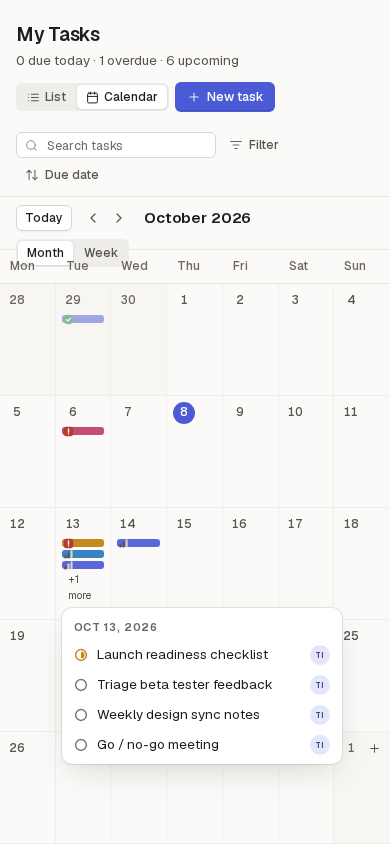 My Tasks
0 due today · 1 overdue · 6 upcoming
List Calendar New task
Search tasks Filter
Due date
Today October 2026
Month Week
Mon Tue Wed Thu Fri Sat Sun
28 29 30 1 2 3 4
5 6 7 8 9 10 11
12 13 14 15 16 17 18
+1
more
19 25
OCT 13, 2026
Launch readiness checklist TI
Triage beta tester feedback TI
Weekly design sync notes TI
Go / no-go meeting TI
26 1